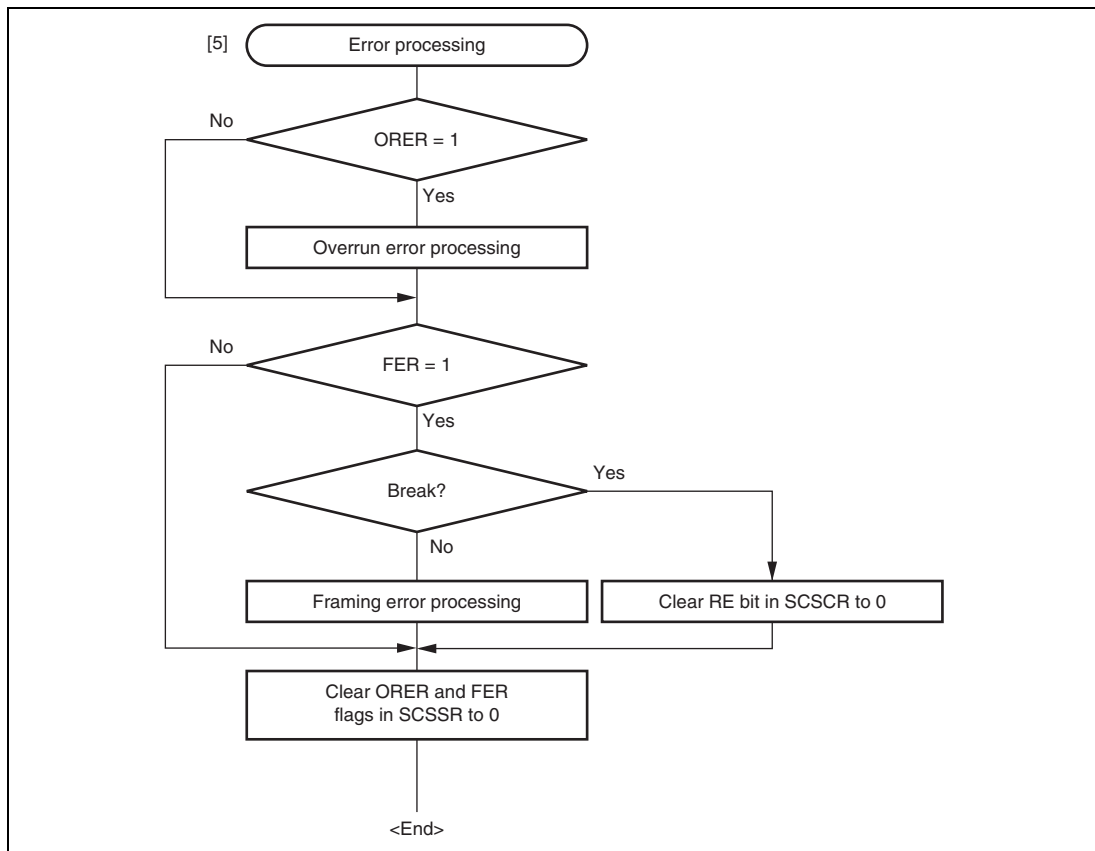 [5]
Error processing
No
ORER = 1
Yes
Overrun error processing
No
FER = 1
Yes
Yes
Break?
No
Framing error processing
Clear RE bit in SCSCR to 0
Clear ORER and FER
flags in SCSSR to 0
<End>